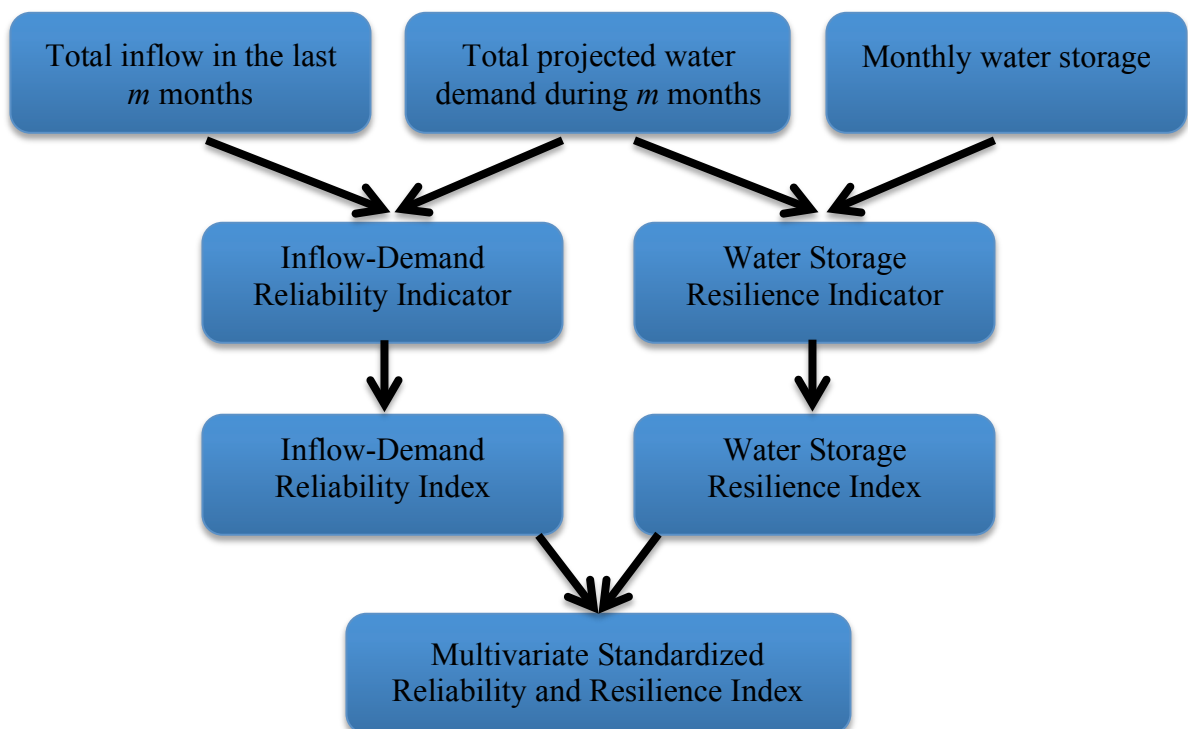 Total inflow in the last
m months
Total projected water
demand during m months
Monthly water storage
Inflow-Demand
Reliability Indicator
Water Storage
Resilience Indicator
Inflow-Demand
Reliability Index
Water Storage
Resilience Index
Multivariate Standardized
Reliability and Resilience Index